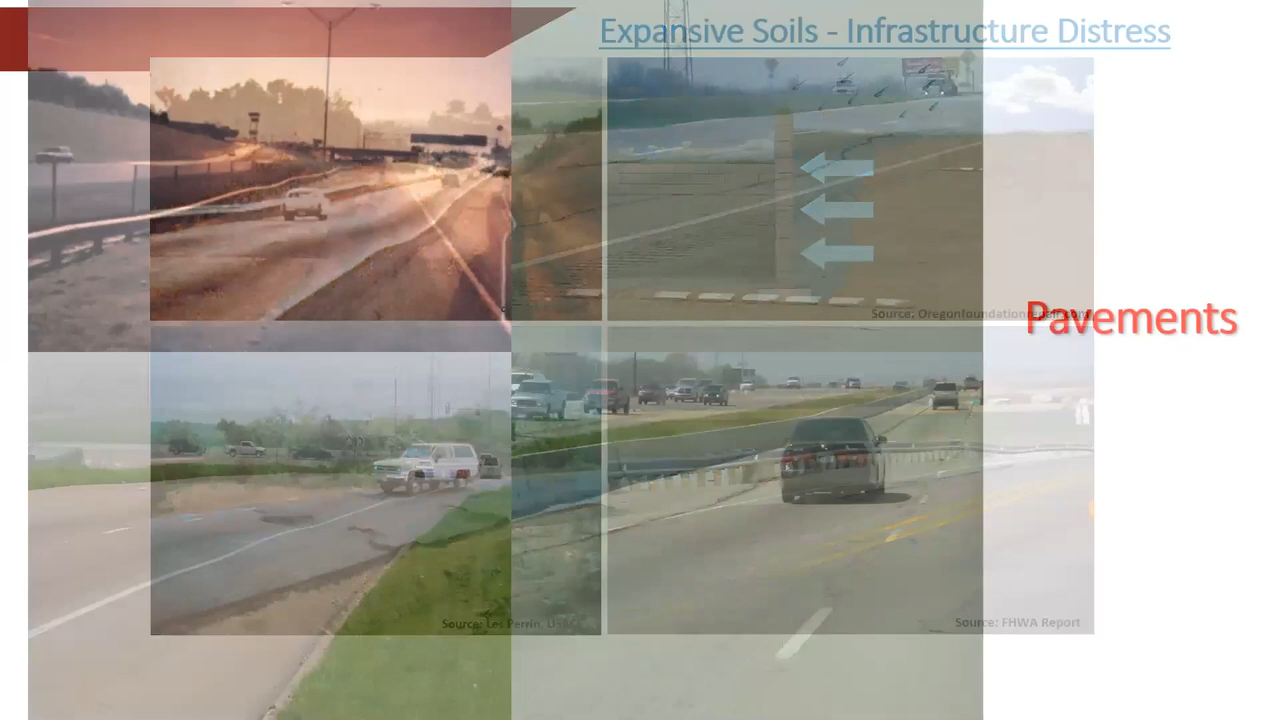 Expansive Soils - Infrastructure Distress
Source: Oregonfoundationrepair.com
Pavements
Source: Les Perrin, USACE
Source: FHWA Report